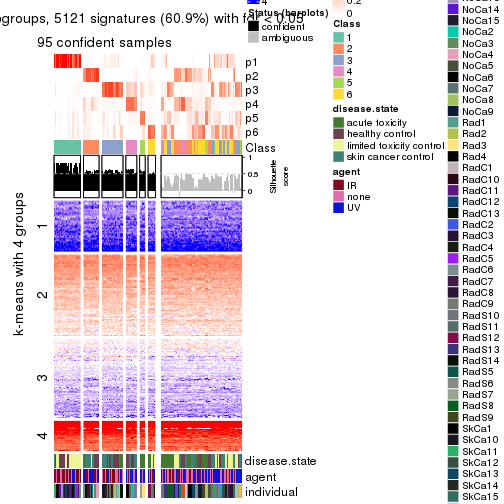 groups, 5121 signatures (60.9%) with fdr < 0.05
95 confident samples
p1
p2
p3
p4
p5
p6
Class
1
0.5
0
Silhouette
score
k-means with 4 groups
1
2
3
4
disease.state
agent
individual
4
Status(barplots)
confident
ambiguous
0.2
0
Class
1
2
3
4
5
6
disease.state
acute toxicity
healthy control
limited toxicity control
skin cancer control
agent
IR
none
UV
NoCa14
NoCa15
NoCa2
NoCa3
NoCa4
NoCa5
NoCa6
NoCa7
NoCa8
NoCa9
Rad1
Rad2
Rad3
Rad4
RadC1
RadC10
RadC11
RadC12
RadC13
RadC2
RadC3
RadC4
RadC5
RadC6
RadC7
RadC8
RadC9
RadS10
RadS11
RadS12
RadS13
RadS14
RadS5
RadS6
RadS7
RadS8
RadS9
SkCa1
SkCa10
SkCa11
SkCa12
SkCa13
SkCa14
SkCa15